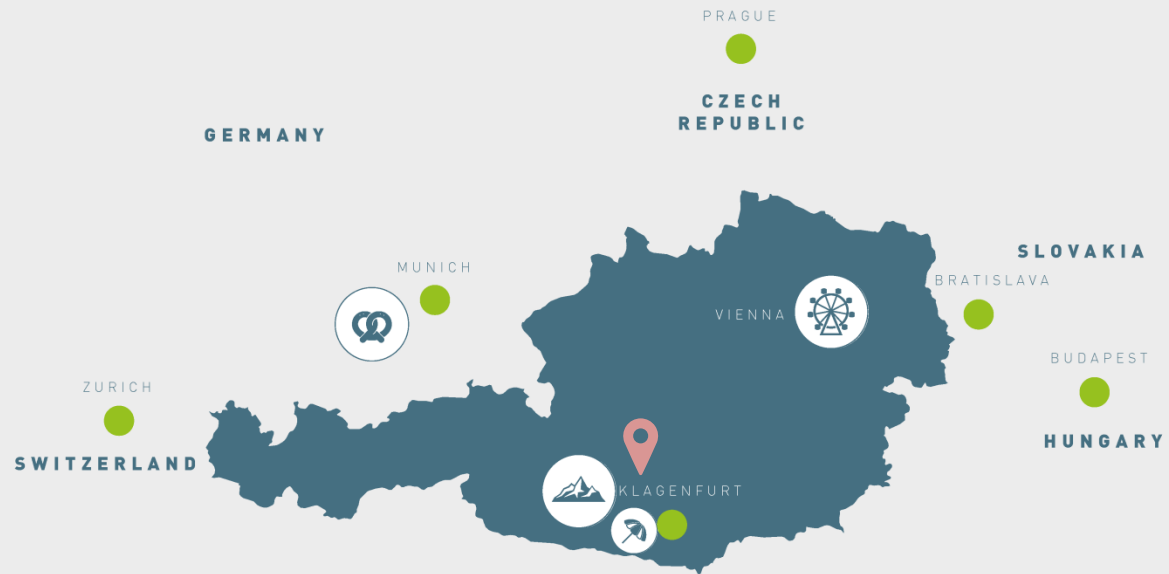 PRAGUE
CZECH
REPUBLIC
GERMANY
SLOVAKIA
MUNICH
BRATISLAVA
VIENNA
BUDAPEST
ZURICH
HUNGARY
SWITZERLAND
KLAGENFURT